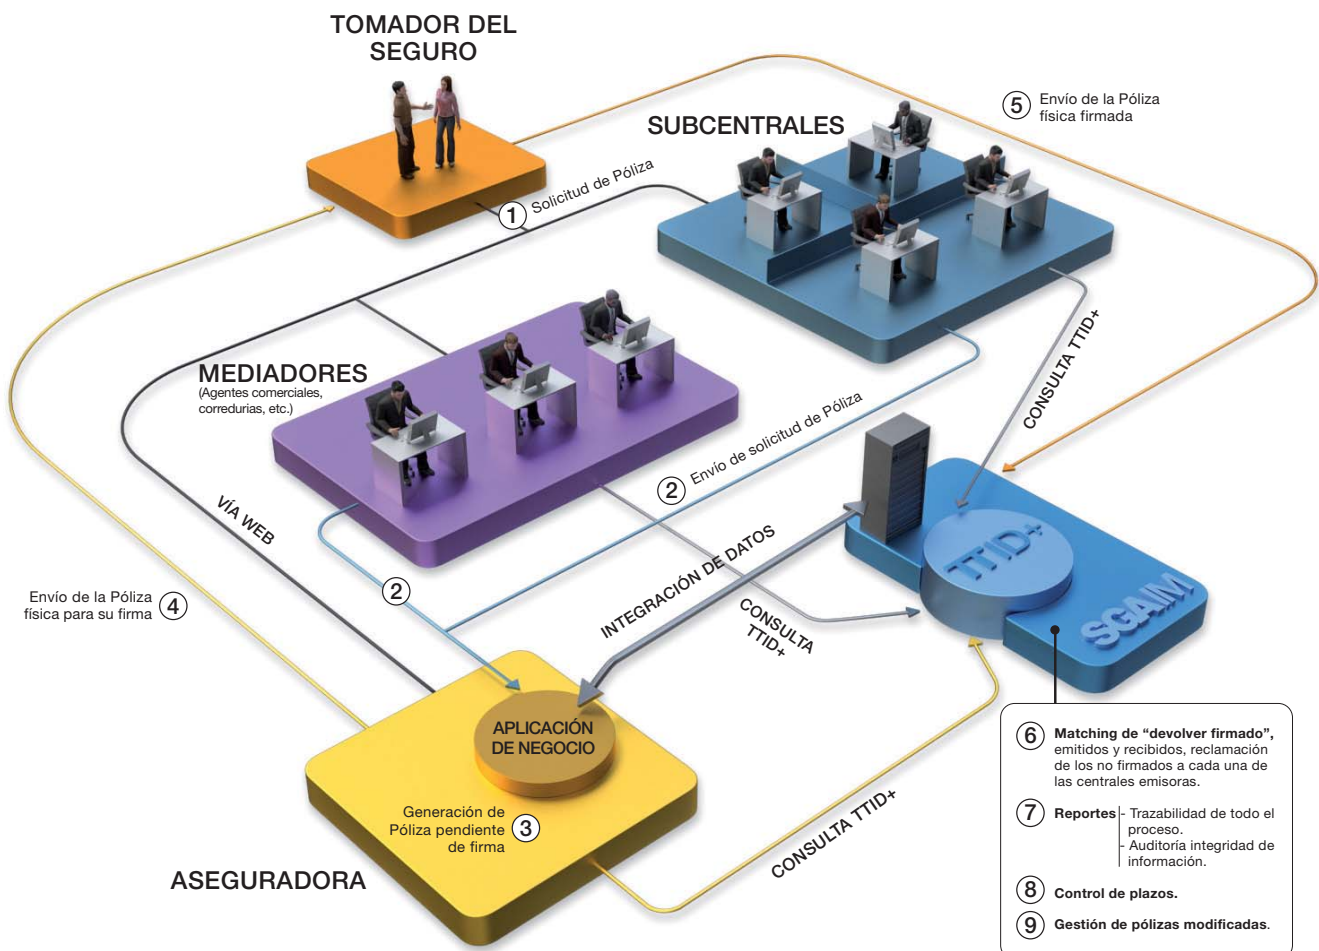 TOMADOR DEL
SEGURO
5 Envío de la Póliza
física firmada
SUBCENTRALES
1 Solicitud de Póliza
MEDIADORES
(Agentes comerciales,
corredurias, etc.)
CONSULTA TTID+
2 Envío de solicitud de Póliza
VÍA WEB
INTEGRACIÓN DE DATOS
TTID+
SGAIM
2
Envío de la Póliza
física para su firma 4
CONSULTA
TTID+
APLICACIÓN
DE NEGOCIO
Generación de
Póliza pendiente
de firma
3
CONSULTA TTID+
ASEGURADORA
6 Matching de “devolver firmado”,
emitidos y recibidos, reclamación
de los no firmados a cada una de
las centrales emisoras.
7 Reportes - Trazabilidad de todo el
proceso.
- Auditoría integridad de
información.
8 Control de plazos.
9 Gestión de pólizas modificadas.